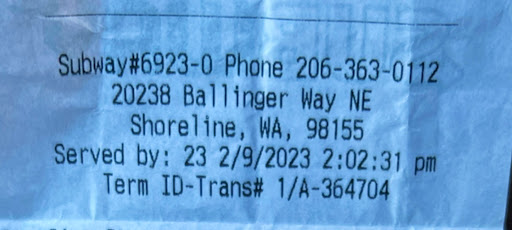 Subway#6923-0 Phone 206-363-0112
20238 Ballinger Way NE
Shoreline, WA, 98155
Served by: 23 2/9/2023 2:02:31 pm
Term ID-Trans# 1/A-364704